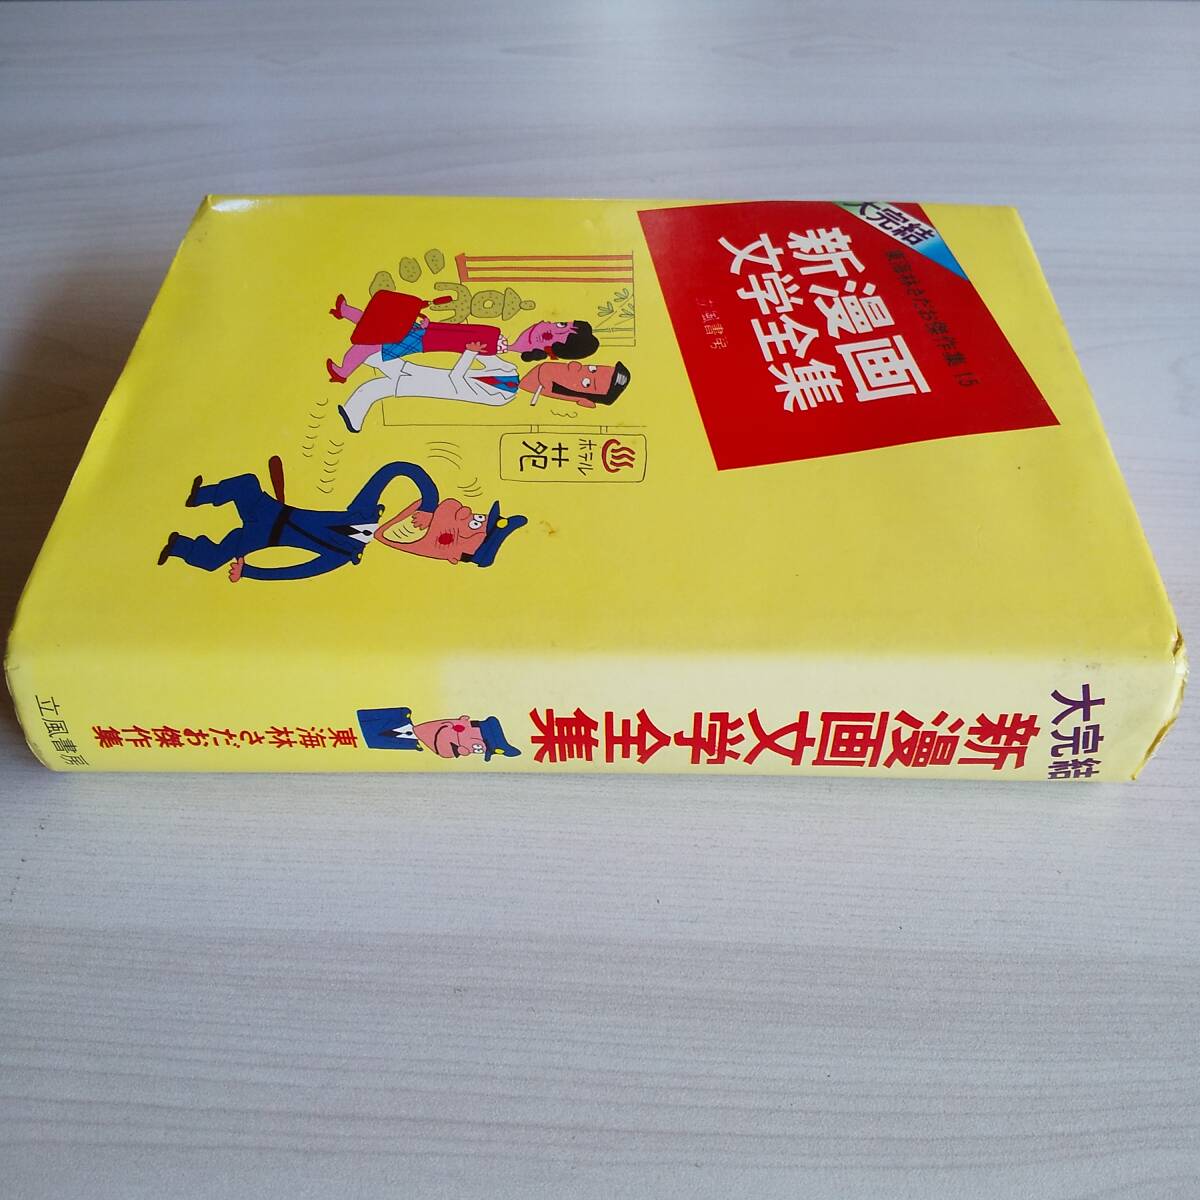 大完結
東海林さだお傑作集15
新漫画
文学全集
立風書房
ホテル
大完結
新漫画文学全集
東海林さだお傑作集
立風書房